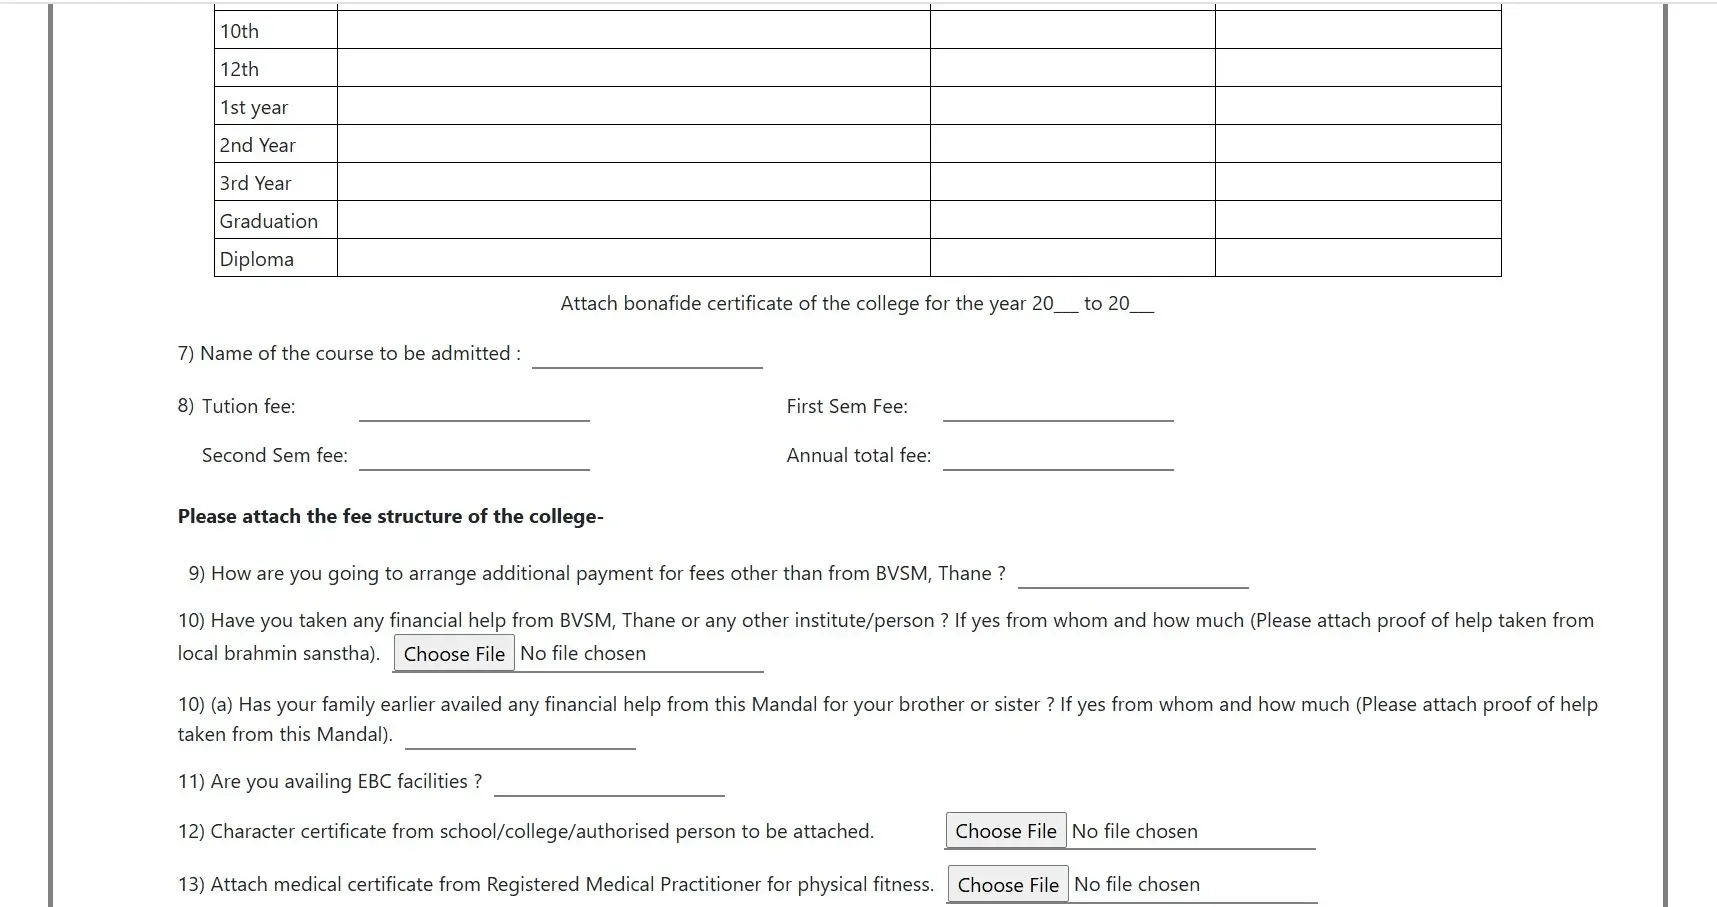 10th
12th
1st year
2nd Year
3rd Year
Graduation
Diploma
Attach bonafide certificate of the college for the year 20___ to 20___
7) Name of the course to be admitted :
8) Tution fee: First Sem Fee:
Second Sem fee: Annual total fee:
Please attach the fee structure of the college-
9) How are you going to arrange additional payment for fees other than from BVSM, Thane ?
10) Have you taken any financial help from BVSM, Thane or any other institute/person ? If yes from whom and how much (Please attach proof of help taken from
local brahmin sanstha). Choose File No file chosen
10) (a) Has your family earlier availed any financial help from this Mandal for your brother or sister ? If yes from whom and how much (Please attach proof of help
taken from this Mandal).
11) Are you availing EBC facilities ?
12) Character certificate from school/college/authorised person to be attached. Choose File No file chosen
13) Attach medical certificate from Registered Medical Practitioner for physical fitness. Choose File No file chosen